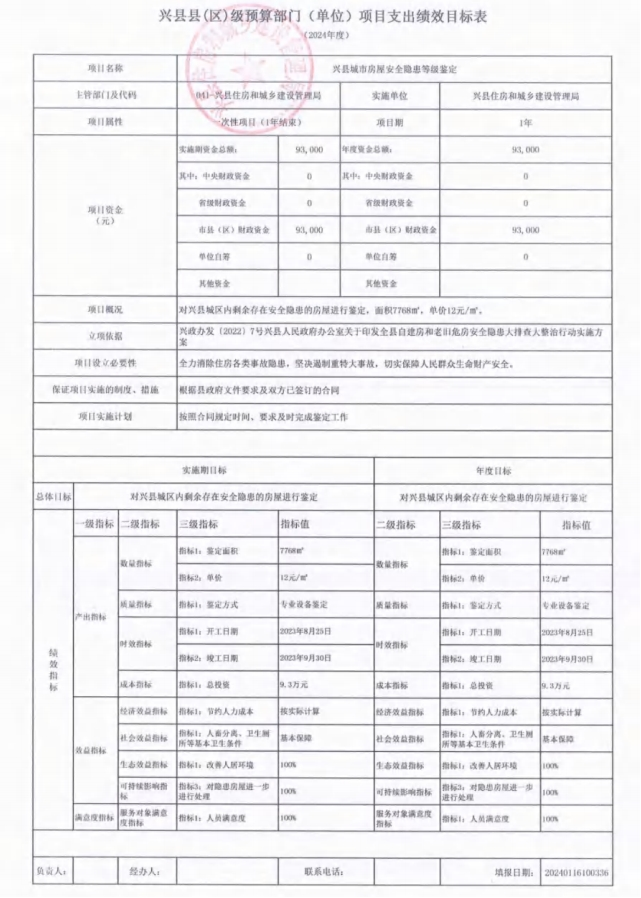 兴县县(区)级预算部门（单位）项目支出绩效目标表
（2024年度）
项目名称 兴县城市房屋安全隐患等级鉴定
主管部门及代码 041-兴县住房和城乡建设管理局 实施单位 兴县住房和城乡建设管理局
项目属性 一次性项目（1年结束） 项目期 1年
项目资金
（元）
实施期资金总额： 93,000 年度资金总额： 93,000
其中：中央财政资金 0 其中：中央财政资金 0
省级财政资金 0 省级财政资金 0
市县（区）财政资金 93,000 市县（区）财政资金 93,000
单位自筹 0 单位自筹 0
其他资金 其他资金
项目概况 对兴县城区内剩余存在安全隐患的房屋进行鉴定，面积7768㎡，单价12元/㎡。
立项依据 兴政办发〔2022〕7号兴县人民政府办公室关于印发全县自建房和老旧危房安全隐患大排查大整治行动实施方
案
项目设立必要性 全力消除住房各类事故隐患，坚决遏制重特大事故，切实保障人民群众生命财产安全。
保证项目实施的制度、措施 根据县政府文件要求及双方已签订的合同
项目实施计划 按照合同规定时间、要求及时完成鉴定工作
实施期目标 年度目标
总体目标 对兴县城区内剩余存在安全隐患的房屋进行鉴定 对兴县城区内剩余存在安全隐患的房屋进行鉴定
绩效指标
一级指标 二级指标 三级指标 指标值 二级指标 三级指标 指标值
产出指标
数量指标 指标1：鉴定面积 7768㎡ 数量指标 指标1：鉴定面积 7768㎡
指标2：单价 12元/㎡ 指标2：单价 12元/㎡
质量指标 指标1：鉴定方式 专业设备鉴定 质量指标 指标1：鉴定方式 专业设备鉴定
时效指标 指标1：开工日期 2023年8月25日 时效指标 指标1：开工日期 2023年8月25日
指标2：竣工日期 2023年9月30日 指标2：竣工日期 2023年9月30日
成本指标 指标1：总投资 9.3万元 成本指标 指标1：总投资 9.3万元
效益指标
经济效益指标 指标1：节约人力成本 按实际计算 经济效益指标 指标1：节约人力成本 按实际计算
社会效益指标 指标1：人畜分离、卫生厕所等基本卫生条件 基本保障 社会效益指标 指标1：人畜分离、卫生厕所等基本卫生条件 基本保障
生态效益指标 指标1：改善人居环境 100% 生态效益指标 指标1：改善人居环境 100%
可持续影响指标 指标3：对隐患房屋进一步进行处理 100% 可持续影响指标 指标3：对隐患房屋进一步进行处理 100%
满意度指标 服务对象满意度指标 指标1：人员满意度 100% 服务对象满意度指标 指标1：人员满意度 100%
负责人： 经办人： 联系电话： 填报日期： 20240116100336